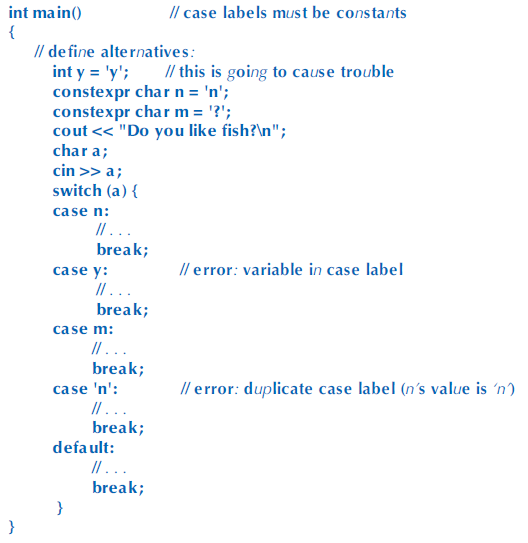 int main() // case labels must be constants
{
// define alternatives:
int y = 'y'; // this is going to cause trouble
constexpr char n = 'n';
constexpr char m = '?';
cout << "Do you like fish?\n";
char a;
cin >> a;
switch (a) {
case n:
// . . .
break;
case y: // error: variable in case label
// . . .
break;
case m:
// . . .
break;
case 'n': // error: duplicate case label (n’s value is ‘n’)
// . . .
break;
default:
// . . .
break;
}
}